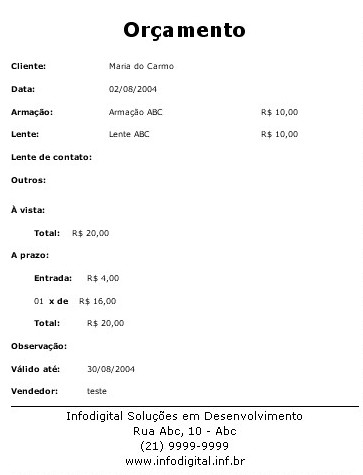 Orçamento
Cliente: Maria do Carmo
Data: 02/08/2004
Armação: Armação ABC R$ 10,00
Lente: Lente ABC R$ 10,00
Lente de contato:
Outros:
À vista:
Total: R$ 20,00
A prazo:
Entrada: R$ 4,00
01 x de R$ 16,00
Total: R$ 20,00
Observação:
Válido até: 30/08/2004
Vendedor: teste
Infodigital Soluções em Desenvolvimento
Rua Abc, 10 - Abc
(21) 9999-9999
www.infodigital.inf.br